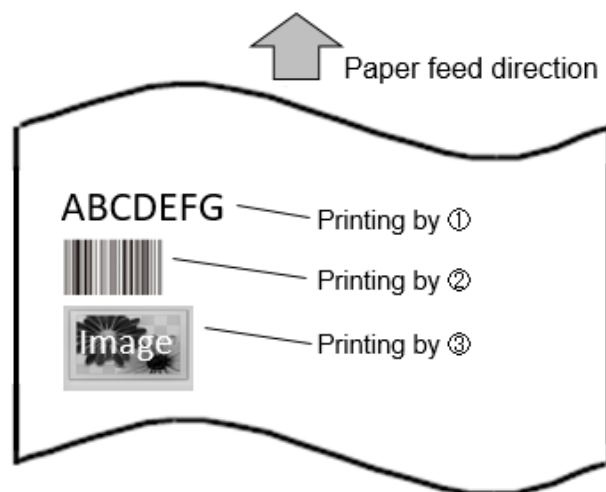 Paper feed direction
ABCDEFG
Printing by ①
Printing by ②
Image
Printing by ③